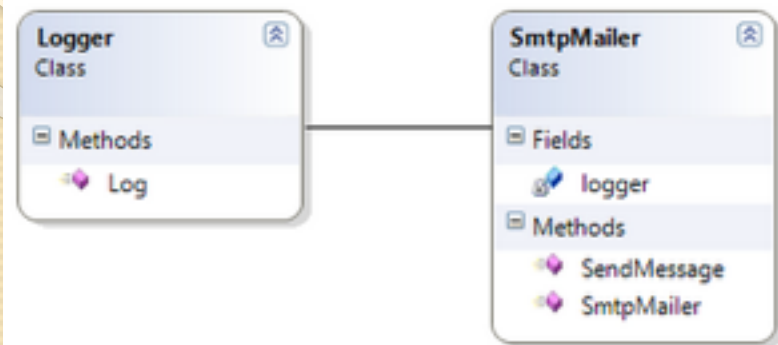 Logger
Class
Methods
Log
SmtpMailer
Class
Fields
logger
Methods
SendMessage
SmtpMailer